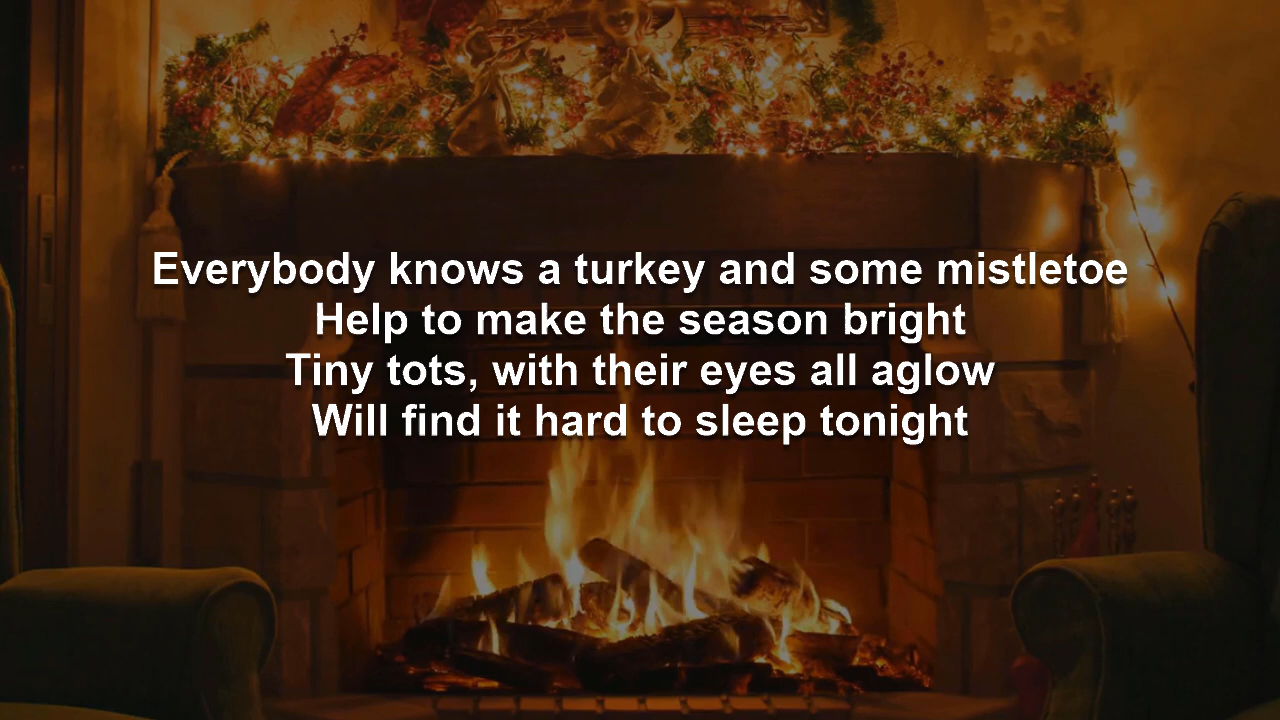 Everybody knows a turkey and some mistletoe
Help to make the season bright
Tiny tots, with their eyes all aglow
Will find it hard to sleep tonight